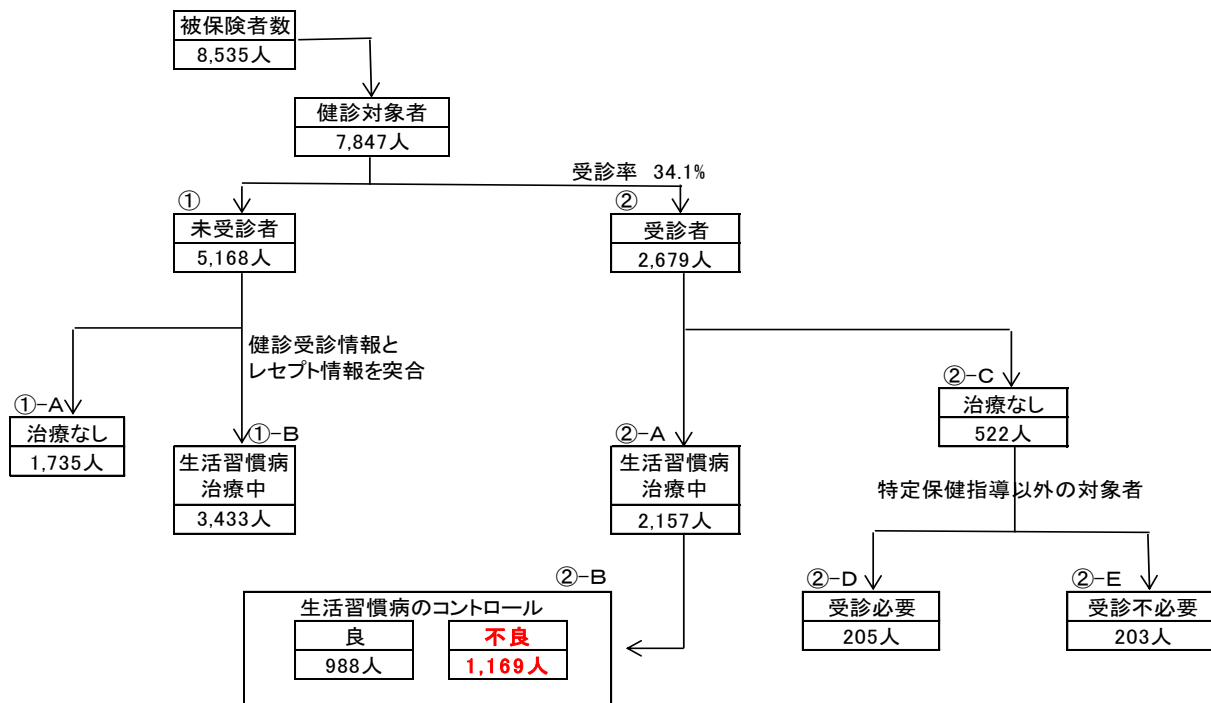 被保険者数
8,535人
健診対象者
7,847人
受診率 34.1%
①
未受診者
5,168人
②
受診者
2,679人
健診受診情報と
レセプト情報を突合
①-A
治療なし
1,735人
①-B
生活習慣病
治療中
3,433人
②-A
生活習慣病
治療中
2,157人
②-C
治療なし
522人
特定保健指導以外の対象者
②-B
生活習慣病のコントロール
良
988人
不良
1,169人
②-D
受診必要
205人
②-E
受診不必要
203人